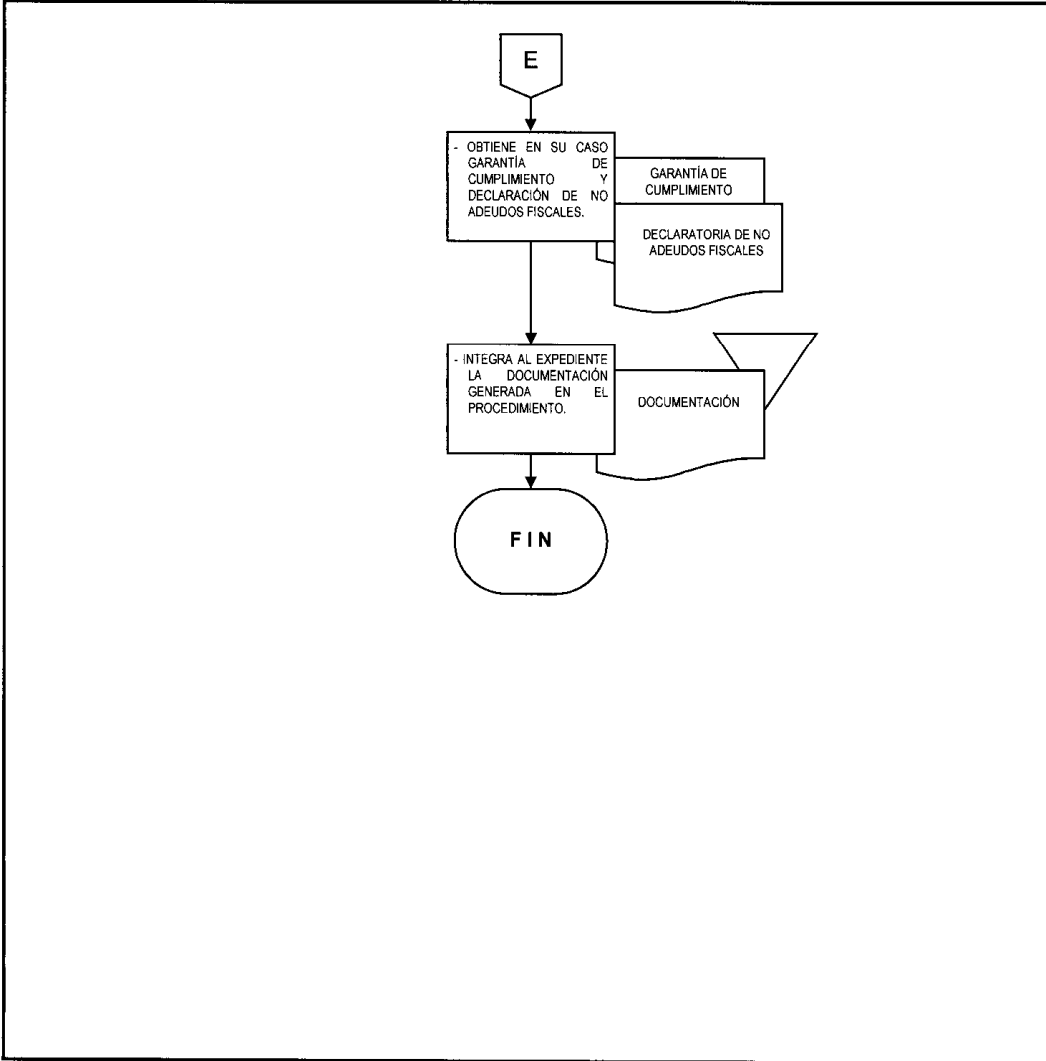 E
- OBTIENE EN SU CASO
GARANTÍA DE
CUMPLIMIENTO Y
DECLARACIÓN DE NO
ADEUDOS FISCALES.
GARANTÍA DE
CUMPLIMIENTO
DECLARATORIA DE NO
ADEUDOS FISCALES
- INTEGRA AL EXPEDIENTE
LA DOCUMENTACIÓN
GENERADA EN EL
PROCEDIMIENTO.
DOCUMENTACIÓN
FIN